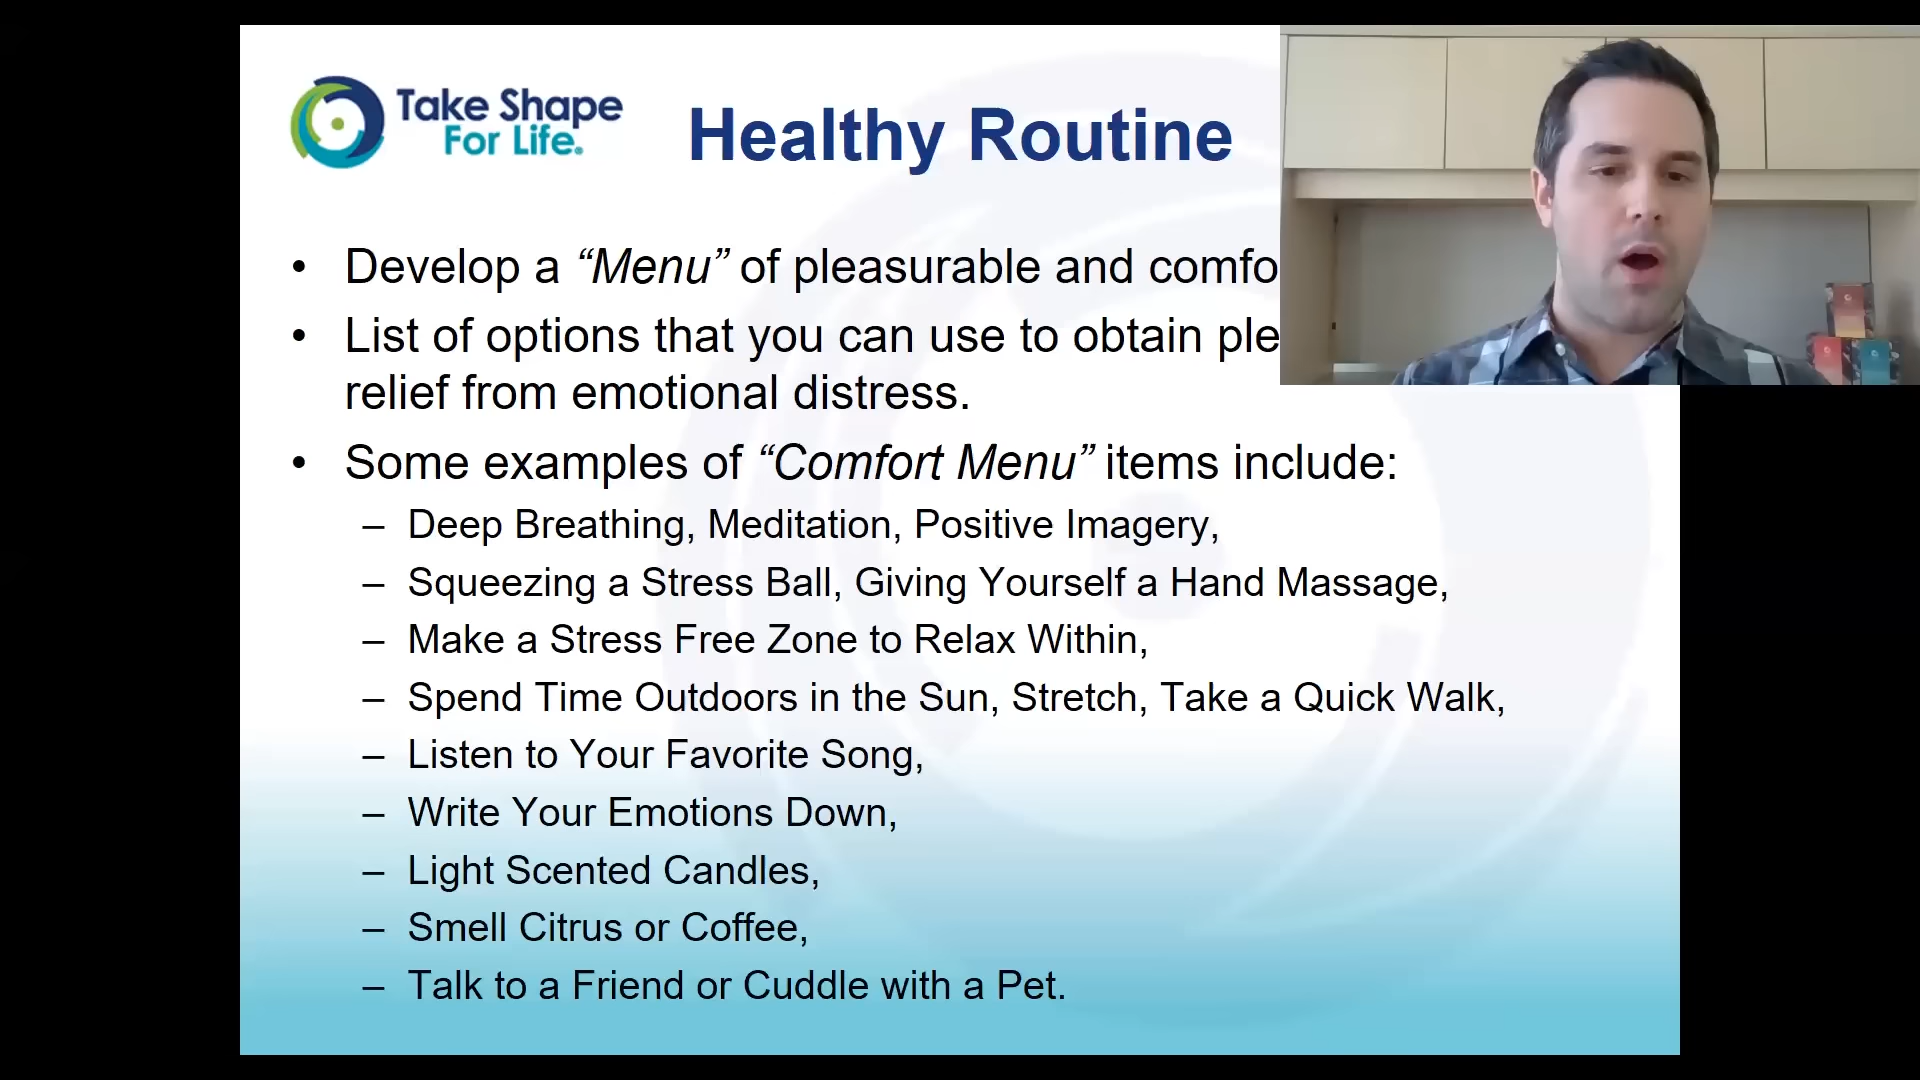 Take Shape
For Life.
Healthy Routine
• Develop a “Menu” of pleasurable and
• List of options that you can use to obtain
relief from emotional distress.
• Some examples of “Comfort Menu” items include:
– Deep Breathing, Meditation, Positive Imagery,
– Squeezing a Stress Ball, Giving Yourself a Hand Massage,
– Make a Stress Free Zone to Relax Within,
– Spend Time Outdoors in the Sun, Stretch, Take a Quick Walk,
– Listen to Your Favorite Song,
– Write Your Emotions Down,
– Light Scented Candles,
– Smell Citrus or Coffee,
– Talk to a Friend or Cuddle with a Pet.